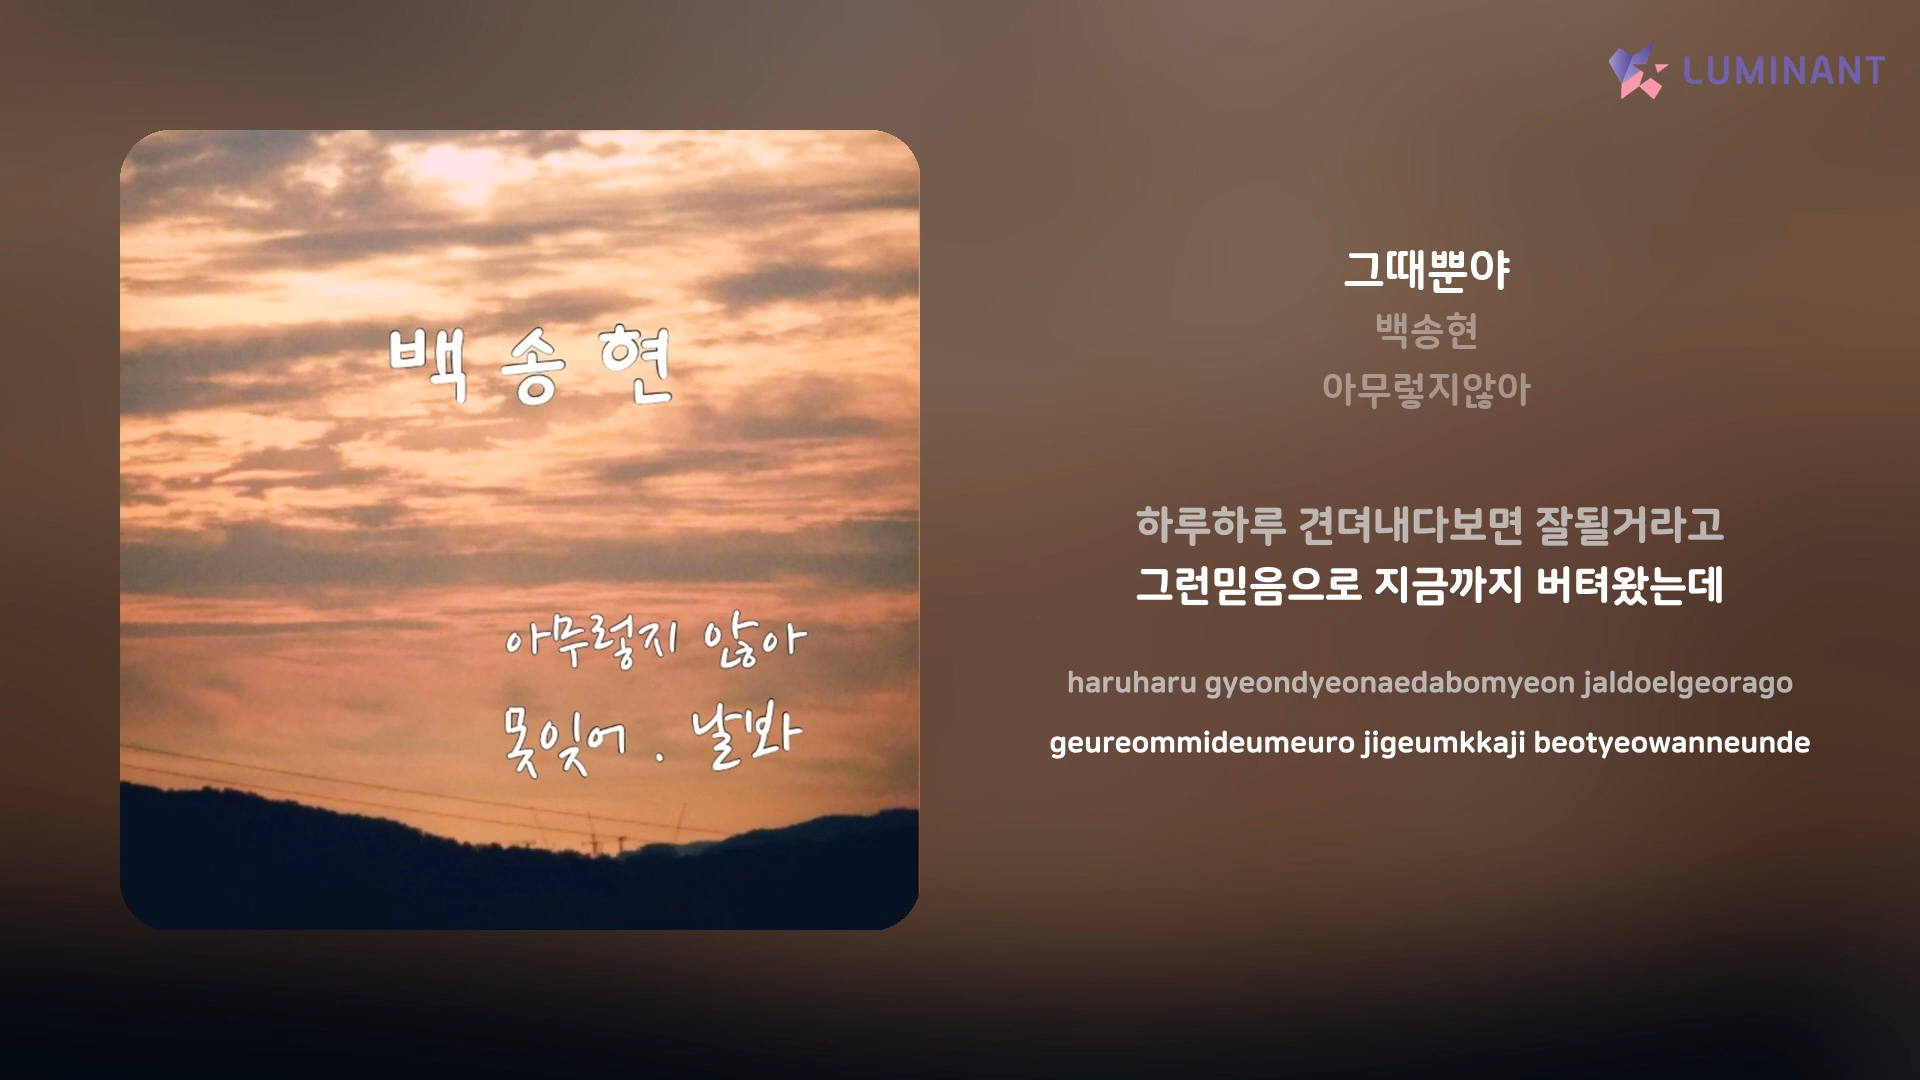 LUMINANT
백송현
아무렇지 않아
못잊어 . 날봐
그때뿐야
백송현
아무렇지않아
하루하루 견뎌내다보면 잘될거라고
그런믿음으로 지금까지 버텨왔는데
haruharu gyeondyeonaedabomyeon jaldoelgeorago
geureommideumeuro jigeumkkaji beotyeowanneunde